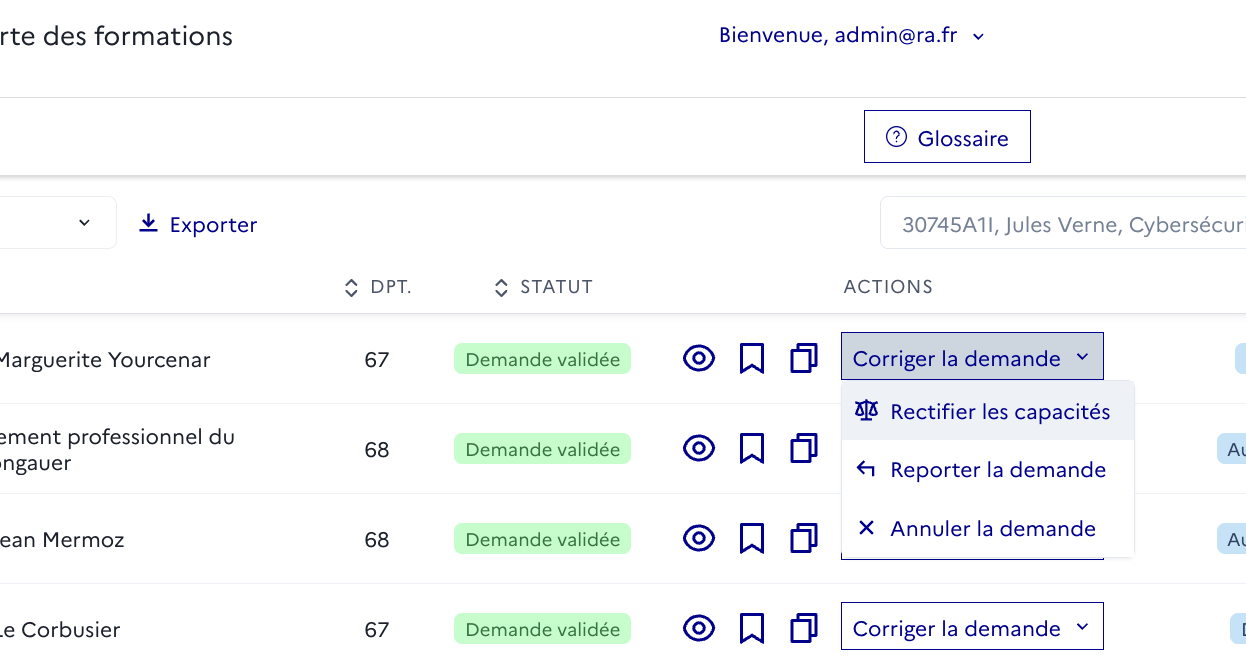 rte des formations
Bienvenue, admin@ra.fr
Glossaire
Exporter
30745A1I, Jules Verne, Cybersécuri
DPT.
STATUT
ACTIONS
Marguerite Yourcenar
67
Demande validée
Corriger la demande
Rectifier les capacités
ement professionnel du
ongauer
68
Demande validée
Au
Reporter la demande
ean Mermoz
68
Demande validée
Au
Annuler la demande
Le Corbusier
67
Demande validée
Corriger la demande